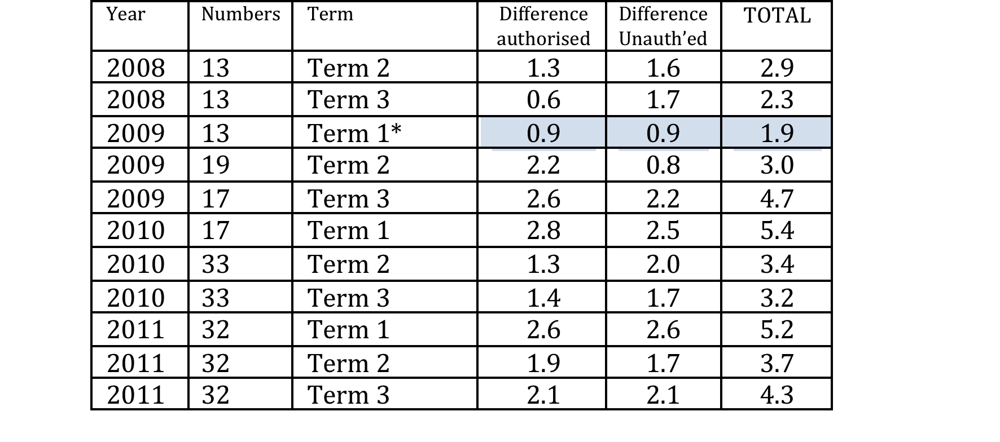 Year Numbers Term Difference authorised Difference Unauth’ed TOTAL
2008 13 Term 2 1.3 1.6 2.9
2008 13 Term 3 0.6 1.7 2.3
2009 13 Term 1* 0.9 0.9 1.9
2009 19 Term 2 2.2 0.8 3.0
2009 17 Term 3 2.6 2.2 4.7
2010 17 Term 1 2.8 2.5 5.4
2010 33 Term 2 1.3 2.0 3.4
2010 33 Term 3 1.4 1.7 3.2
2011 32 Term 1 2.6 2.6 5.2
2011 32 Term 2 1.9 1.7 3.7
2011 32 Term 3 2.1 2.1 4.3